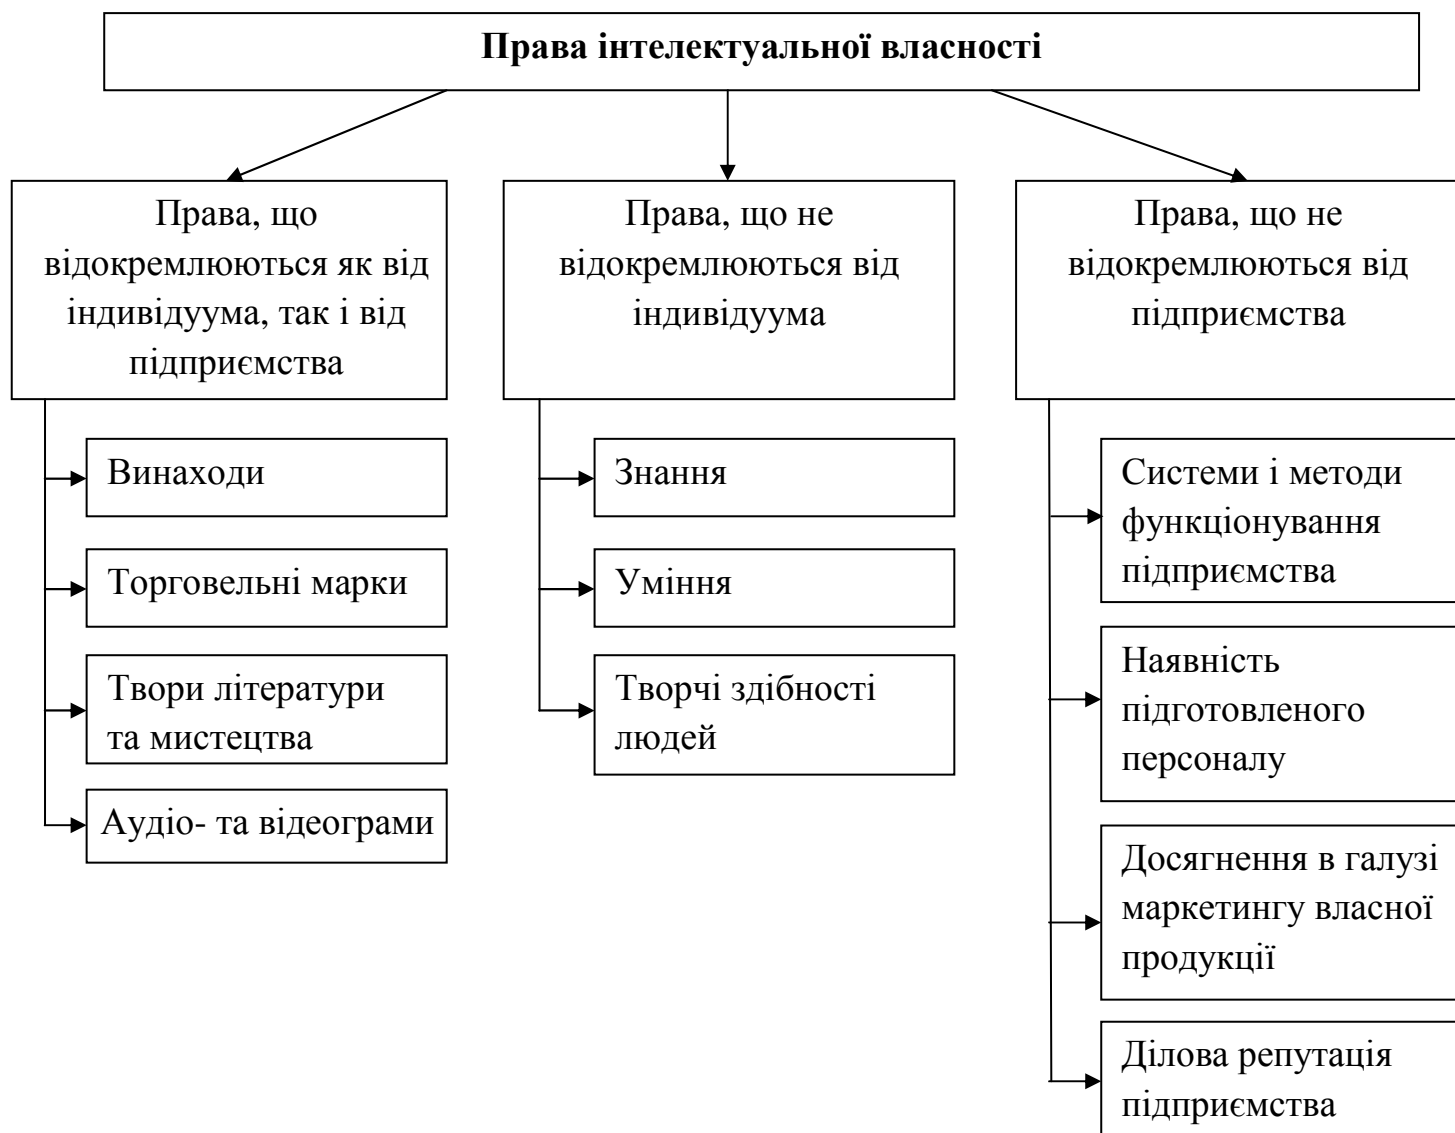 Права інтелектуальної власності
Права, що
відокремлюються як від
індивідуума, так і від
підприємства
Винаходи
Торговельні марки
Твори літератури
та мистецтва
Аудіо- та відеограми
Права, що не
відокремлюються від
індивідуума
Знання
Уміння
Творчі здібності
людей
Права, що не
відокремлюються від
підприємства
Системи і методи
функціонування
підприємства
Наявність
підготовленого
персоналу
Досягнення в галузі
маркетингу власної
продукції
Ділова репутація
підприємства